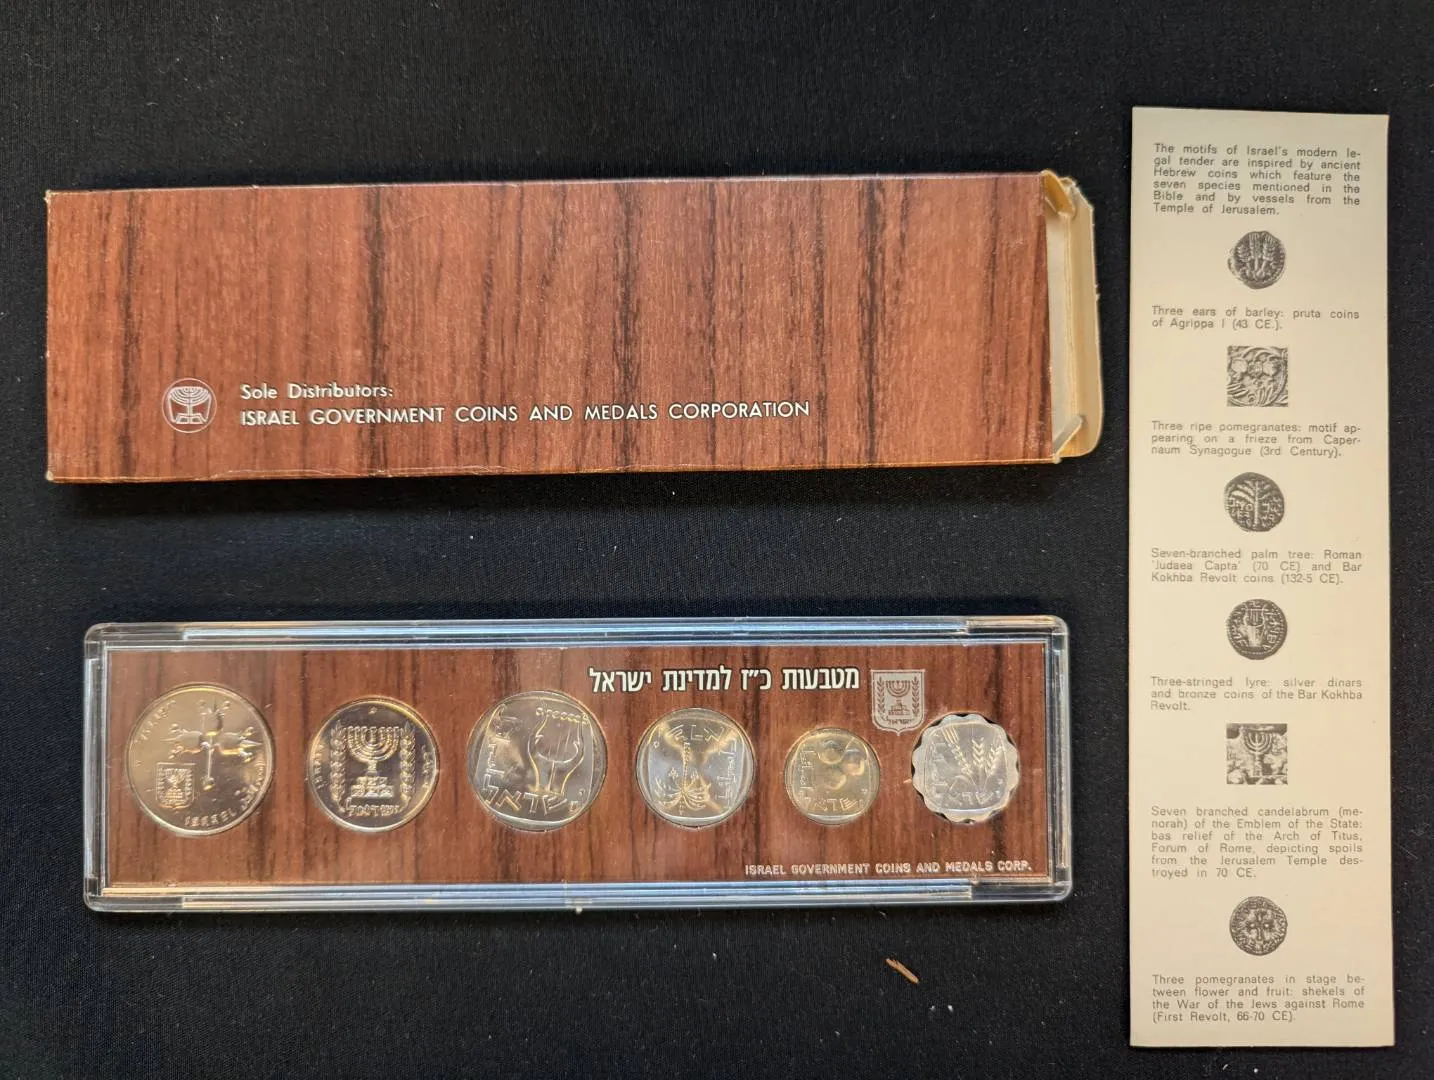 Sole Distributors:
ISRAEL GOVERNMENT COINS AND MEDALS CORPORATION
מטבעות כ״ז למדינת ישראל
ישראל
ISRAEL
ISRAEL
ישראל
ישראל
ישראל
ISRAEL GOVERNMENT COINS AND MEDALS CORP.
The motifs of Israel's modern le-
gal tender are inspired by ancient
Hebrew coins which feature the
seven species mentioned in the
Bible and by vessels from the
Temple of Jerusalem.
Three ears of barley: pruta coins
of Agrippa I (43 CE.).
Three ripe pomegranates: motif ap-
pearing on a frieze from Caper-
naum Synagogue (3rd Century).
Seven-branched palm tree: Roman
'Judaea Capta' (70 CE) and Bar
Kokhba Revolt coins (132-5 CE).
Three-stringed lyre: silver dinars
and bronze coins of the Bar Kokhba
Revolt.
Seven branched candelabrum (me-
norah) of the Emblem of the State:
bas relief of the Arch of Titus,
Forum of Rome, depicting spoils
from the Jerusalem Temple des-
troyed in 70 CE.
Three pomegranates in stage be-
tween flower and fruit: shekels of
the War of the Jews against Rome
(First Revolt, 66-70 CE).